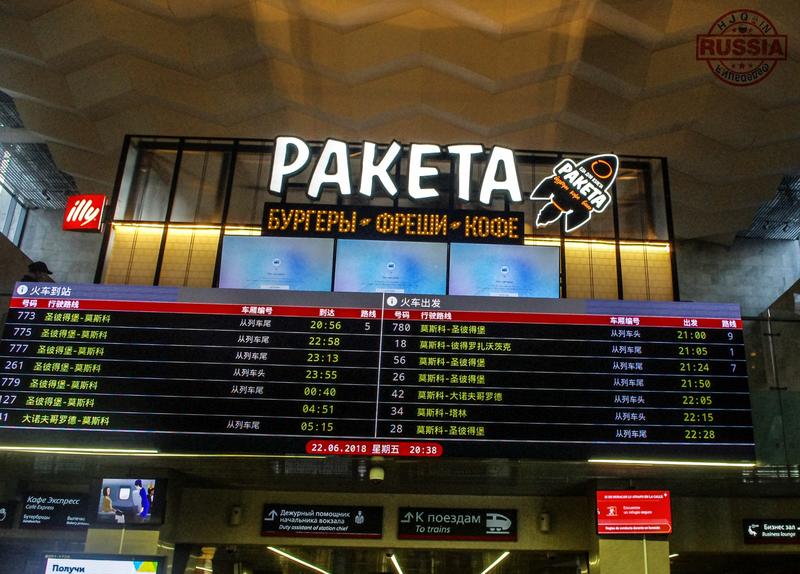 HJQ IN
RUSSIA
РАКЕТА
РАКЕТА
БУРГЕРЫ ФРЕШИ КОФЕ
illy
火车到站
号码 行驶路线 车厢编号 到达 路线
773 圣彼得堡-莫斯科 从列车尾 20:56 5
775 圣彼得堡-莫斯科 从列车尾 22:58
777 圣彼得堡-莫斯科 从列车尾 23:13
261 圣彼得堡-莫斯科 从列车头 23:55
779 圣彼得堡-莫斯科 从列车尾 00:40
127 圣彼得堡-莫斯科 04:51
大诺夫哥罗德-莫斯科 从列车尾 05:15
火车出发
号码 行驶路线 车厢编号 出发 路线
780 莫斯科-圣彼得堡 从列车头 21:00 9
18 莫斯科-彼得罗扎沃茨克 从列车尾 21:05 1
56 莫斯科-圣彼得堡 从列车尾 21:24 7
26 莫斯科-圣彼得堡 从列车尾 21:50
42 莫斯科-大诺夫哥罗德 从列车头 22:05
34 莫斯科-塔林 从列车头 22:15
28 莫斯科-圣彼得堡 从列车尾 22:28
22.06.2018 星期五 20:38
Кафе Экспресс
Café Express
Бутерброды Выпечка
Дежурный помощник
начальника вокзала
Duty assistant of station chief
К поездам
To trains
Бизнес зал
Business lounge
Получи